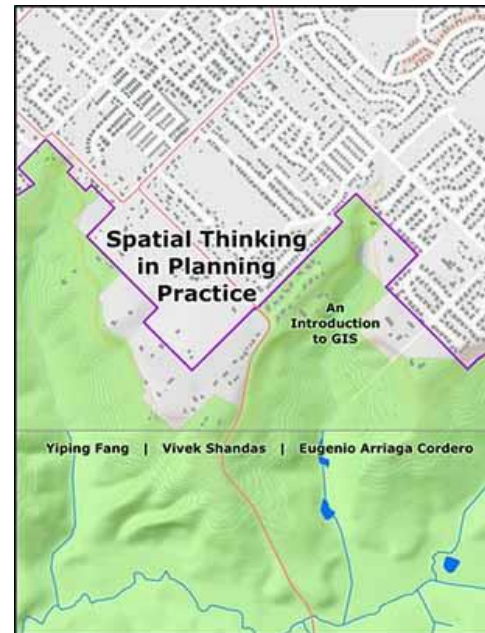 Spatial Thinking
in Planning
Practice
An
Introduction
to GIS
Yiping Fang | Vivek Shandas | Eugenio Arriaga Cordero